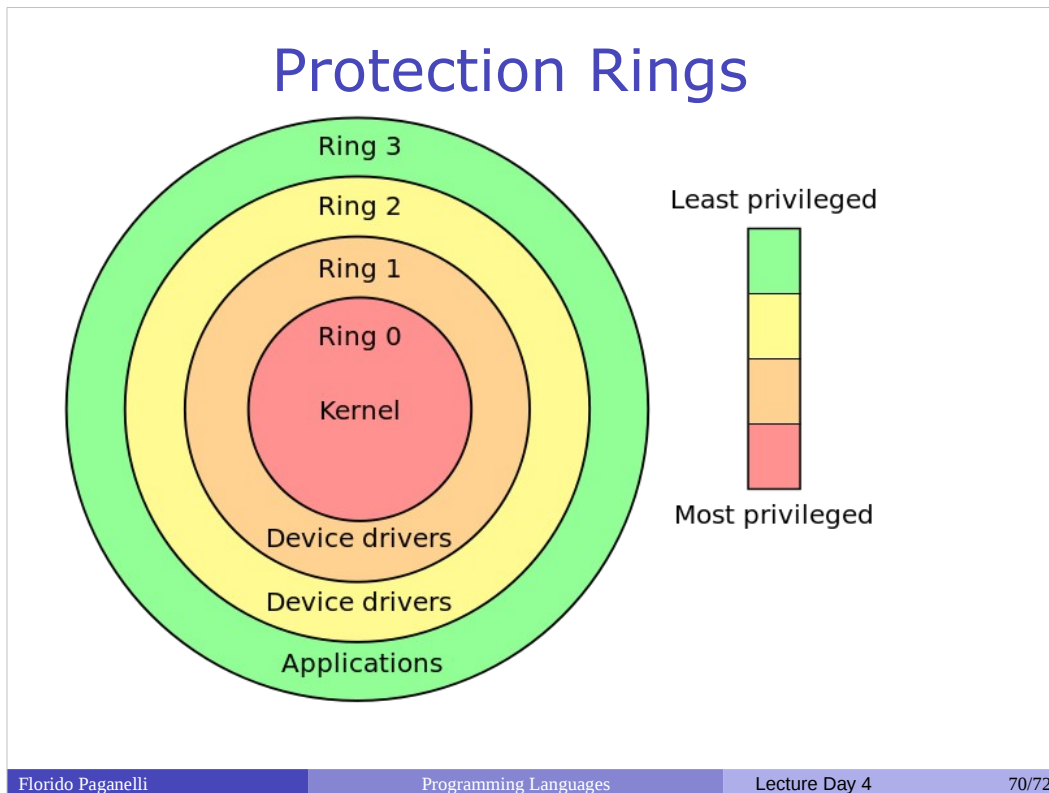 Protection Rings
Ring 3
Ring 2
Ring 1
Ring 0
Kernel
Device drivers
Device drivers
Applications
Least privileged
Most privileged
Florido Paganelli
Programming Languages
Lecture Day 4
70/72